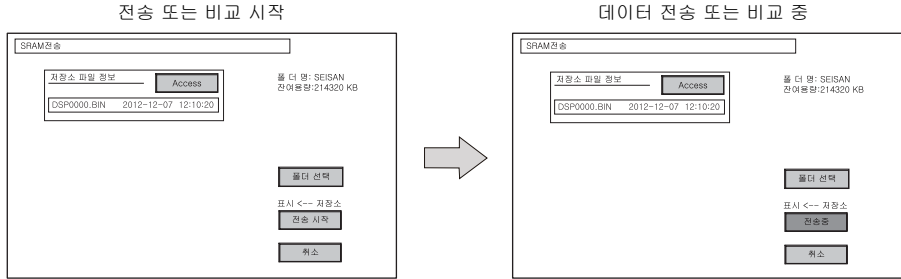 전송 또는 비교 시작
SRAM전송
저장소 파일 정보
Access
DSP0000.BIN 2012-12-07 12:10:20
폴 더 명: SEISAN
잔여용량:214320 KB
폴더 선택
표시 <-- 저장소
전송 시작
취소
데이터 전송 또는 비교 중
SRAM전송
저장소 파일 정보
Access
DSP0000.BIN 2012-12-07 12:10:20
폴 더 명: SEISAN
잔여용량:214320 KB
폴더 선택
표시 <-- 저장소
전송중
취소